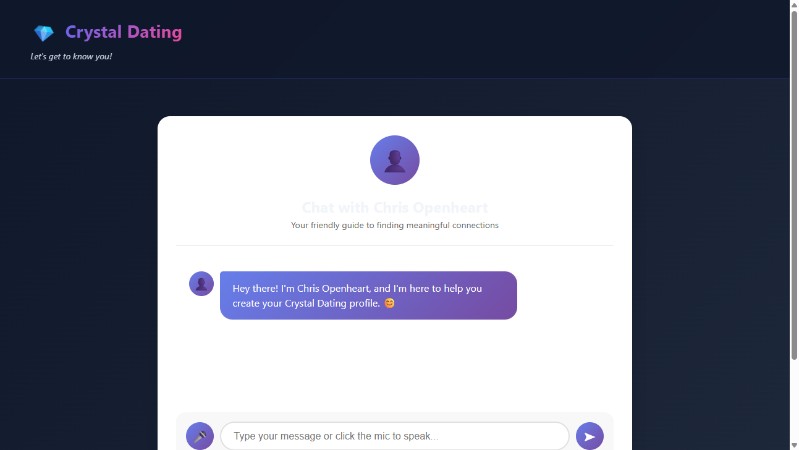 Crystal Dating
Let's get to know you!
Chat with Chris Openheart
Your friendly guide to finding meaningful connections
Hey there! I'm Chris Openheart, and I'm here to help you
create your Crystal Dating profile. 😊
Type your message or click the mic to speak...